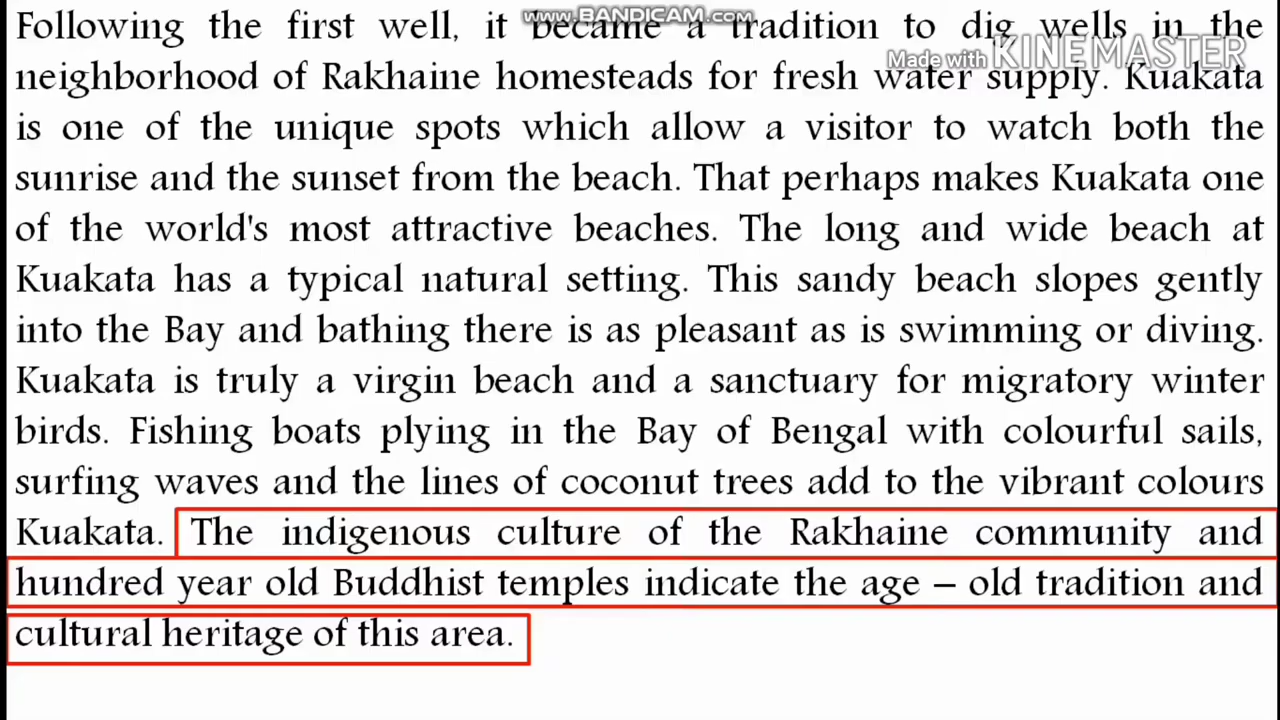 www.BANDICAM.com
Made with KINEMASTER
Following the first well, it became a tradition to dig wells in the
neighborhood of Rakhaine homesteads for fresh water supply. Kuakata
is one of the unique spots which allow a visitor to watch both the
sunrise and the sunset from the beach. That perhaps makes Kuakata one
of the world's most attractive beaches. The long and wide beach at
Kuakata has a typical natural setting. This sandy beach slopes gently
into the Bay and bathing there is as pleasant as is swimming or diving.
Kuakata is truly a virgin beach and a sanctuary for migratory winter
birds. Fishing boats plying in the Bay of Bengal with colourful sails,
surfing waves and the lines of coconut trees add to the vibrant colours
Kuakata. The indigenous culture of the Rakhaine community and
hundred year old Buddhist temples indicate the age – old tradition and
cultural heritage of this area.